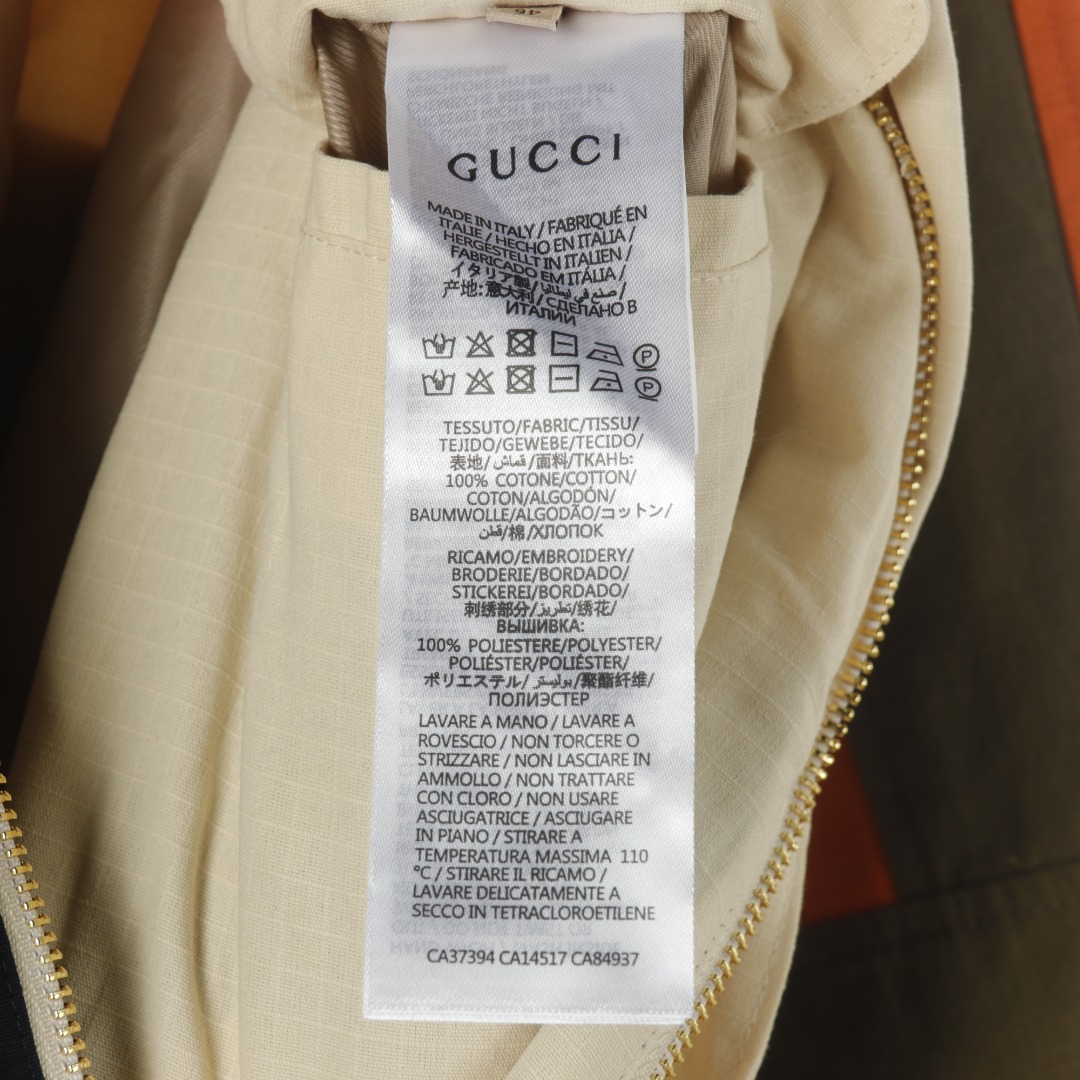 46
GUCCI
MADE IN ITALY / FABRIQUÉ EN
ITALIE / HECHO EN ITALIA /
HERGESTELLT IN ITALIEN /
FABRICADO EM ITÁLIA /
イタリア製 / صنع في إيطاليا /
产地:意大利 / СДЕЛАНО В
ИТАЛИИ
P
P
TESSUTO/FABRIC/TISSU/
TEJIDO/GEWEBE/TECIDO/
表地/قماش/面料/ТКАНЬ:
100% COTONE/COTTON/
COTON/ALGODÓN/
BAUMWOLLE/ALGODÃO/コットン/
قطن/棉/ХЛОПОК
RICAMO/EMBROIDERY/
BRODERIE/BORDADO/
STICKEREI/BORDADO/
刺绣部分/تطريز/绣花/
ВЫШИВКА:
100% POLIESTERE/POLYESTER/
POLIÉSTER/POLIÉSTER/
ポリエステル/بوليستر/聚酯纤维/
ПОЛИЭСТЕР
LAVARE A MANO / LAVARE A
ROVESCIO / NON TORCERE O
STRIZZARE / NON LASCIARE IN
AMMOLLO / NON TRATTARE
CON CLORO / NON USARE
ASCIUGATRICE / ASCIUGARE
IN PIANO / STIRARE A
TEMPERATURA MASSIMA 110
°C / STIRARE IL RICAMO /
LAVARE DELICATAMENTE A
SECCO IN TETRACLOROETILENE
CA37394 CA14517 CA84937